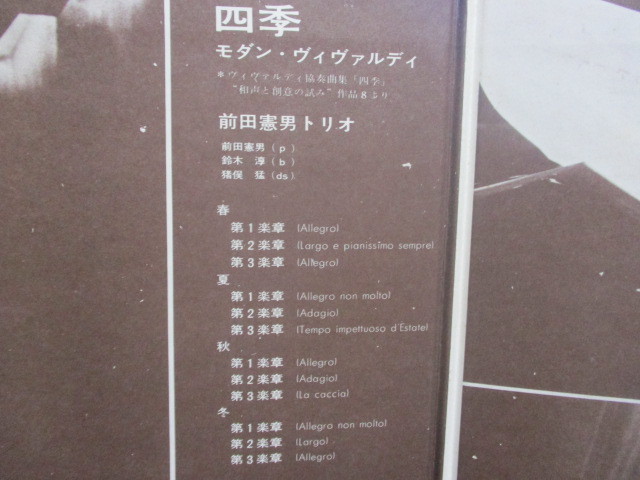 四季
モダン・ヴィヴァルディ
＊ヴィヴァルディ協奏曲集「四季」
"和声と創意の試み" 作品8より
前田憲男トリオ
前田憲男(p)
鈴木 淳(b)
猪俣 猛(ds)
春
第1楽章 (Allegro)
第2楽章 (Largo e pianissimo sempre)
第3楽章 (Allegro)
夏
第1楽章 (Allegro non molto)
第2楽章 (Adagio)
第3楽章 (Tempo impettuoso d'Estate)
秋
第1楽章 (Allegro)
第2楽章 (Adagio)
第3楽章 (La caccia)
冬
第1楽章 (Allegro non molto)
第2楽章 (Largo)
第3楽章 (Allegro)